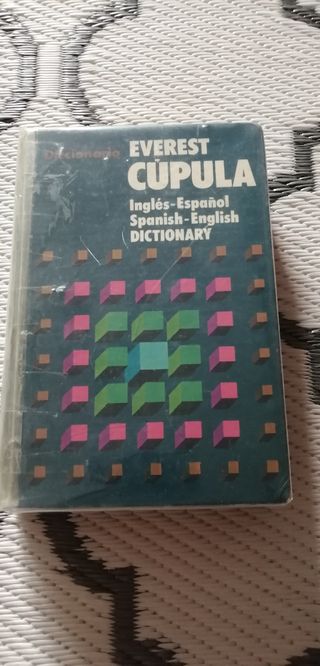 Diccionario
EVEREST
CÚPULA
Inglés-Español
Spanish-English
DICTIONARY